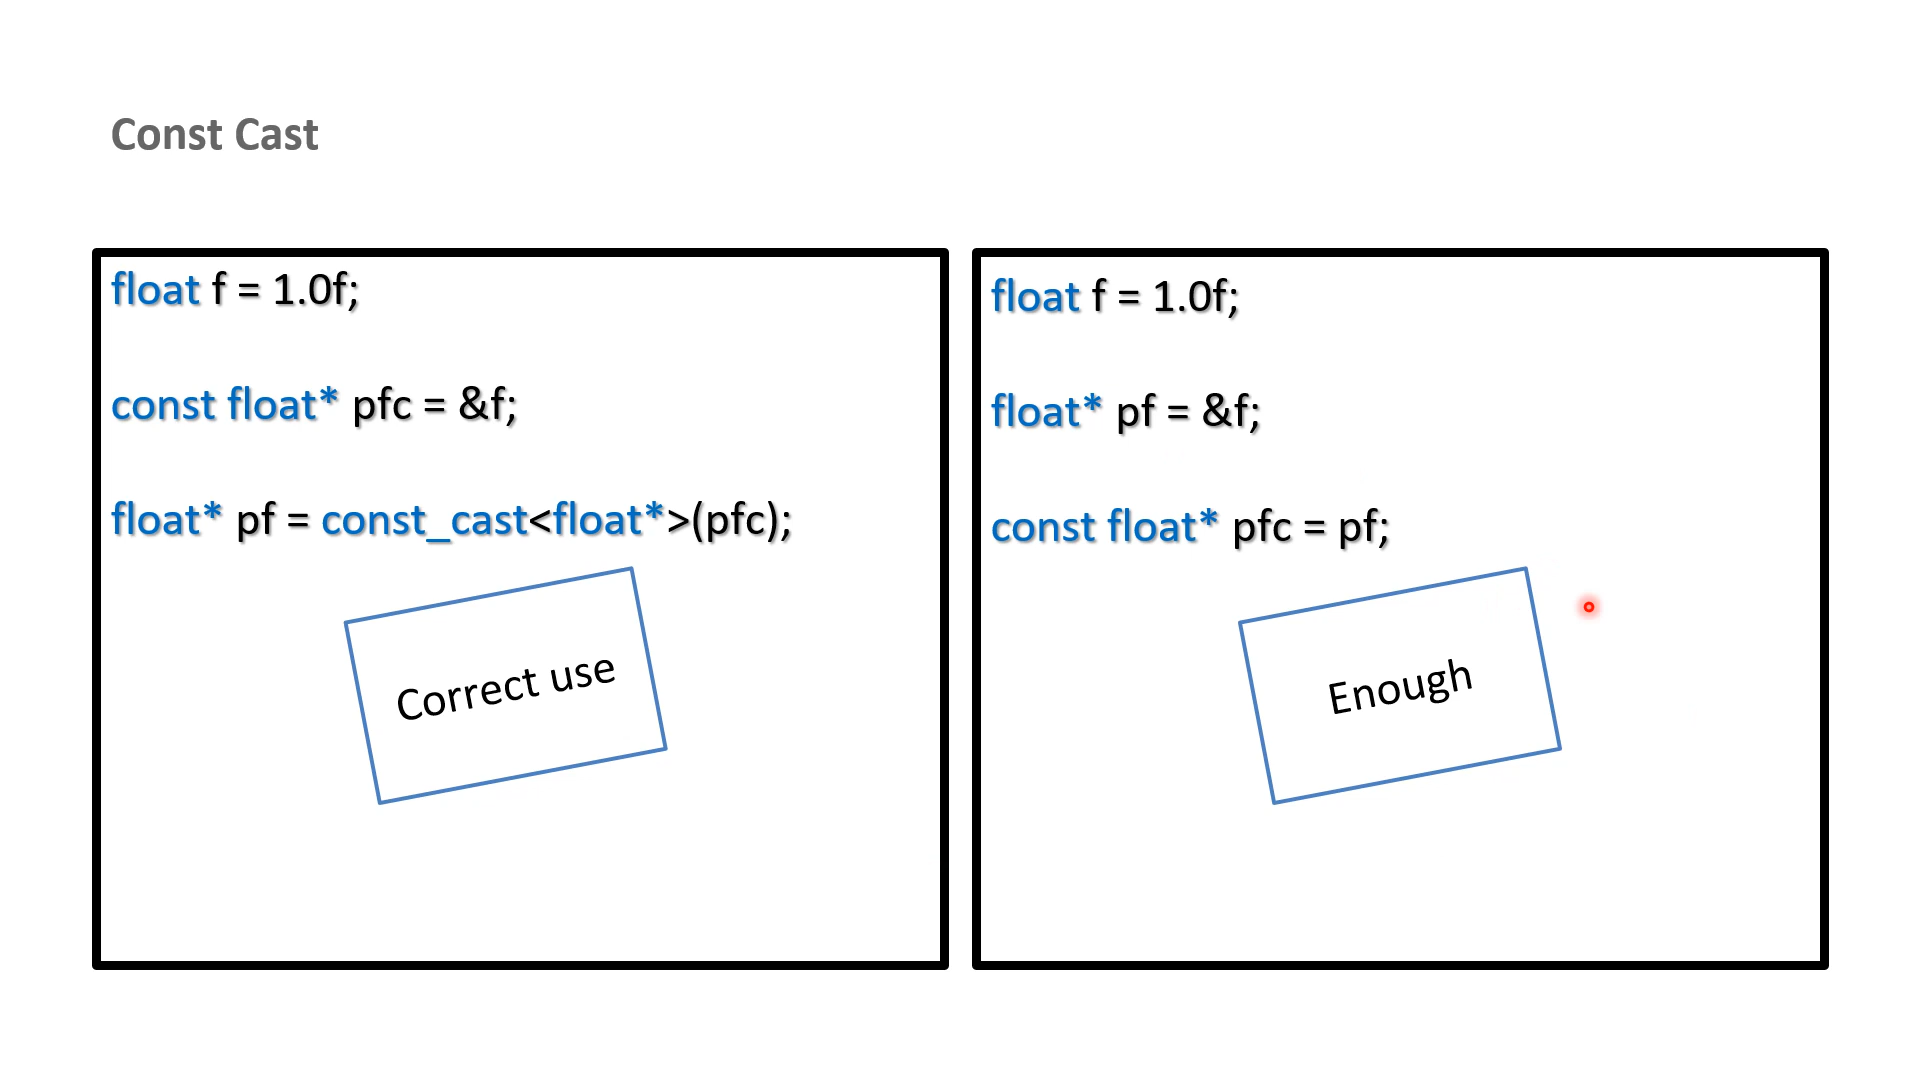 Const Cast
float f = 1.0f;
const float* pfc = &f;
float* pf = const_cast<float*>(pfc);
Correct use
float f = 1.0f;
float* pf = &f;
const float* pfc = pf;
Enough